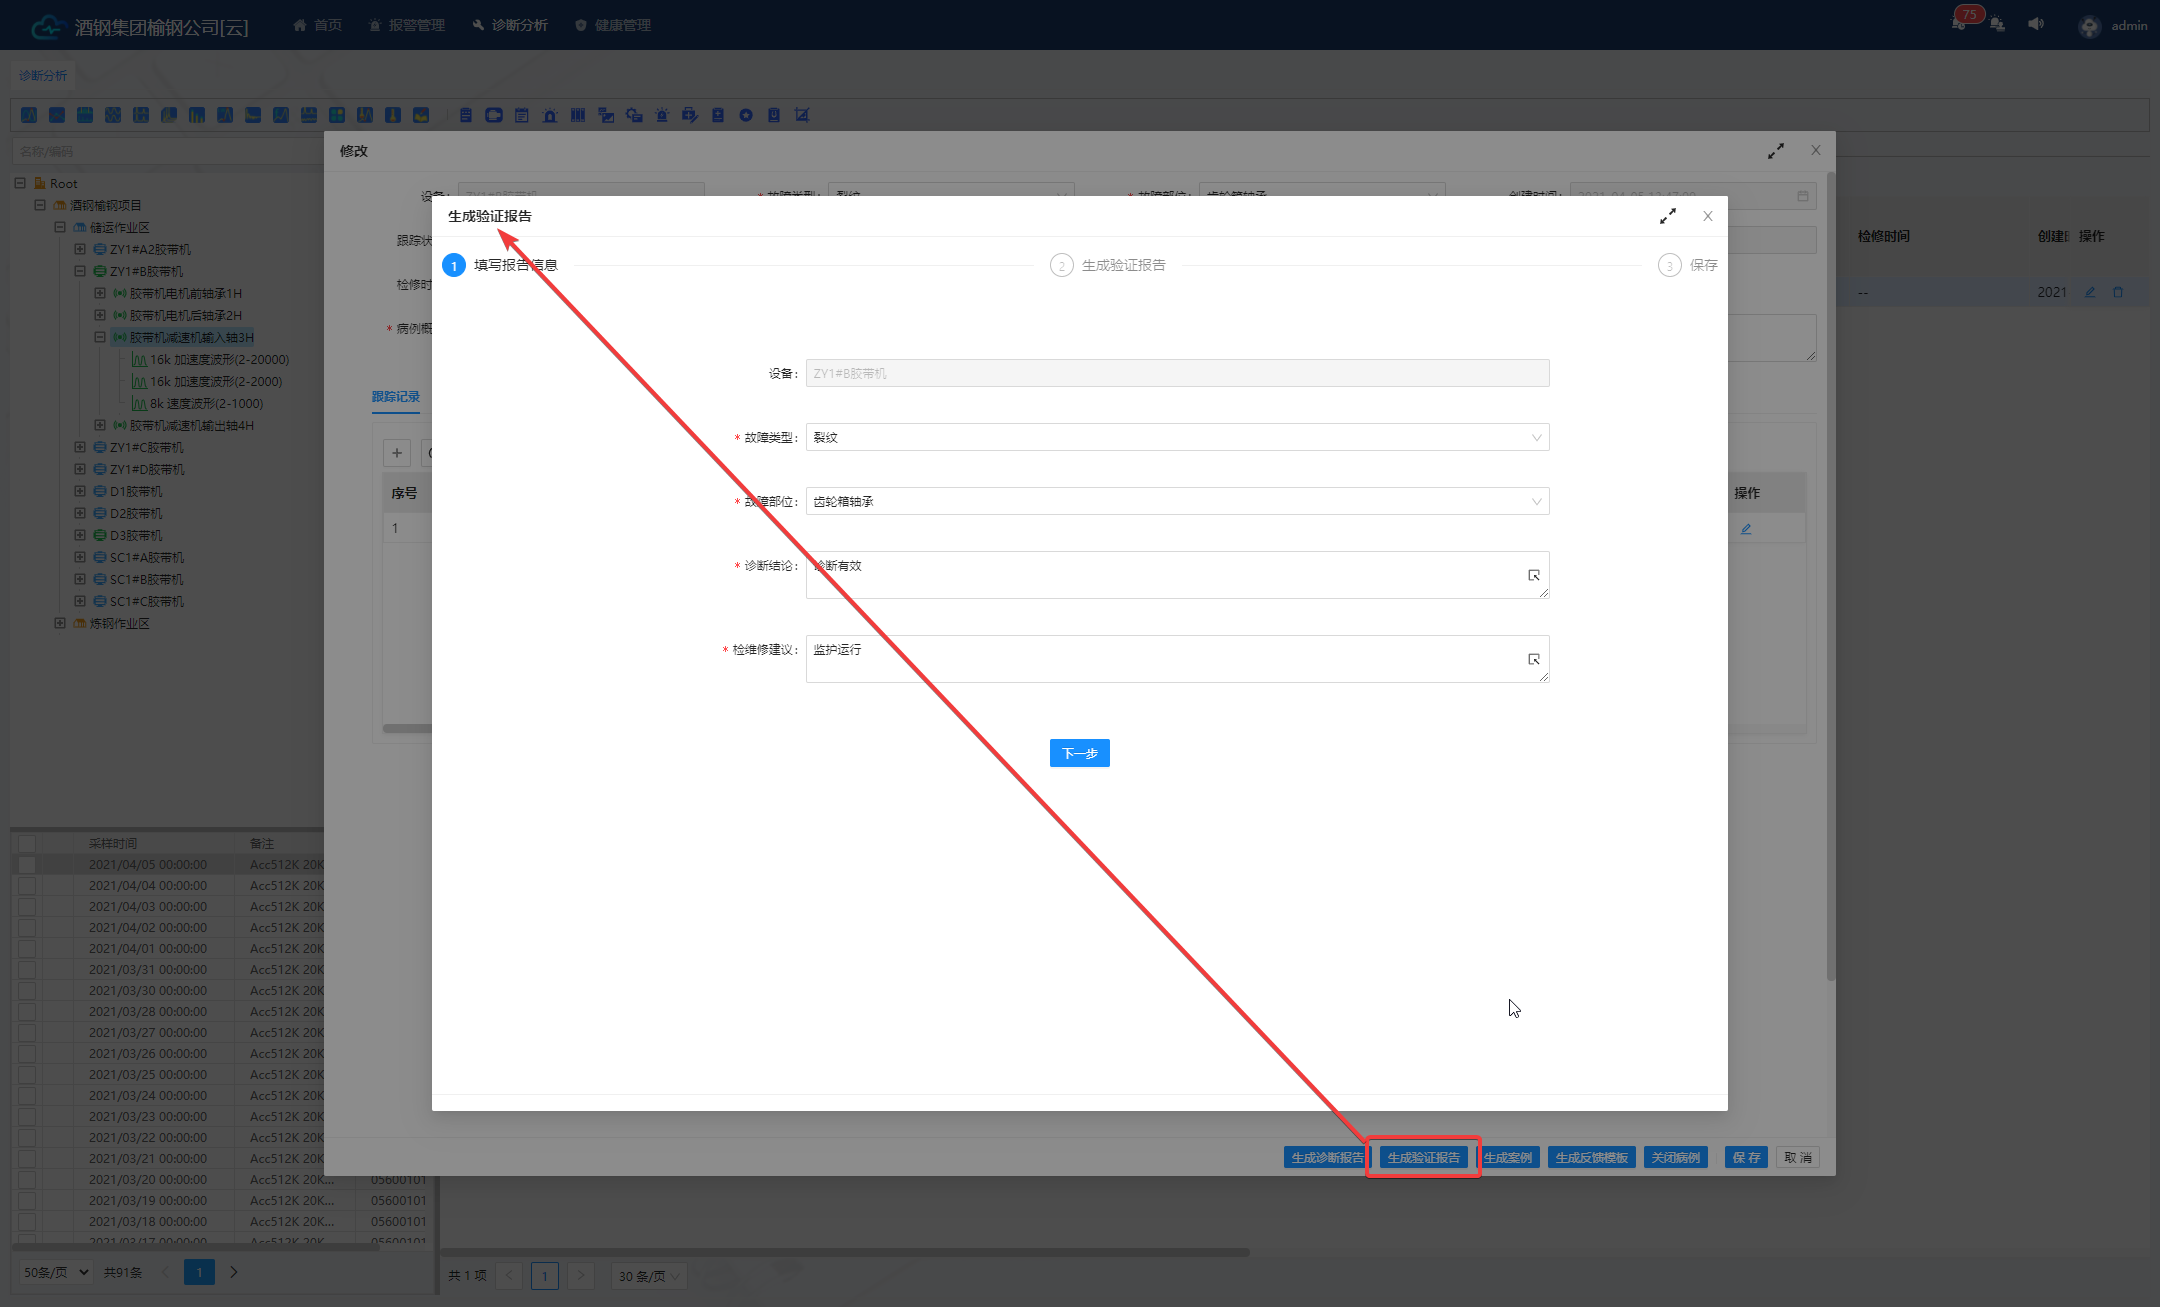 酒钢集团榆钢公司[云]
首页
报警管理
诊断分析
健康管理
75
admin
诊断分析
名称/编码
Root
酒钢榆钢项目
储运作业区
ZY1#A2胶带机
ZY1#B胶带机
胶带机电机前轴承1H
胶带机电机后轴承2H
胶带机减速机输入轴3H
16k 加速度波形(2-20000)
16k 加速度波形(2-2000)
8k 速度波形(2-1000)
胶带机减速机输出轴4H
ZY1#C胶带机
ZY1#D胶带机
D1胶带机
D2胶带机
D3胶带机
SC1#A胶带机
SC1#B胶带机
SC1#C胶带机
炼钢作业区
采样时间 备注
2021/04/05 00:00:00 Acc512K 20K
2021/04/04 00:00:00 Acc512K 20K
2021/04/03 00:00:00 Acc512K 20K
2021/04/02 00:00:00 Acc512K 20K
2021/04/01 00:00:00 Acc512K 20K
2021/03/31 00:00:00 Acc512K 20K
2021/03/30 00:00:00 Acc512K 20K
2021/03/28 00:00:00 Acc512K 20K
2021/03/27 00:00:00 Acc512K 20K
2021/03/26 00:00:00 Acc512K 20K
2021/03/25 00:00:00 Acc512K 20K
2021/03/24 00:00:00 Acc512K 20K
2021/03/23 00:00:00 Acc512K 20K
2021/03/22 00:00:00 Acc512K 20K
2021/03/21 00:00:00 Acc512K 20K
2021/03/20 00:00:00 Acc512K 20K... 05600101
2021/03/19 00:00:00 Acc512K 20K... 05600101
2021/03/18 00:00:00 Acc512K 20K... 05600101
2021/03/17 00:00:00 Acc512K 20K 05600101
50条/页 共91条 1
共 1 项 1 30 条/页
检修时间 创建时 操作
-- 2021
修改
设备: ZY1#B胶带机 * 故障类型: 裂纹 * 故障部位: 齿轮箱轴承 创建时间: 2021-04-05 13:47:00
跟踪状
检修时
* 病例概
跟踪记录
序号 操作
1
生成验证报告
1 填写报告信息
2 生成验证报告
3 保存
设备: ZY1#B胶带机
* 故障类型: 裂纹
* 故障部位: 齿轮箱轴承
* 诊断结论: 诊断有效
* 检维修建议: 监护运行
下一步
生成诊断报告 生成验证报告 生成案例 生成反馈模板 关闭病例 保 存 取 消